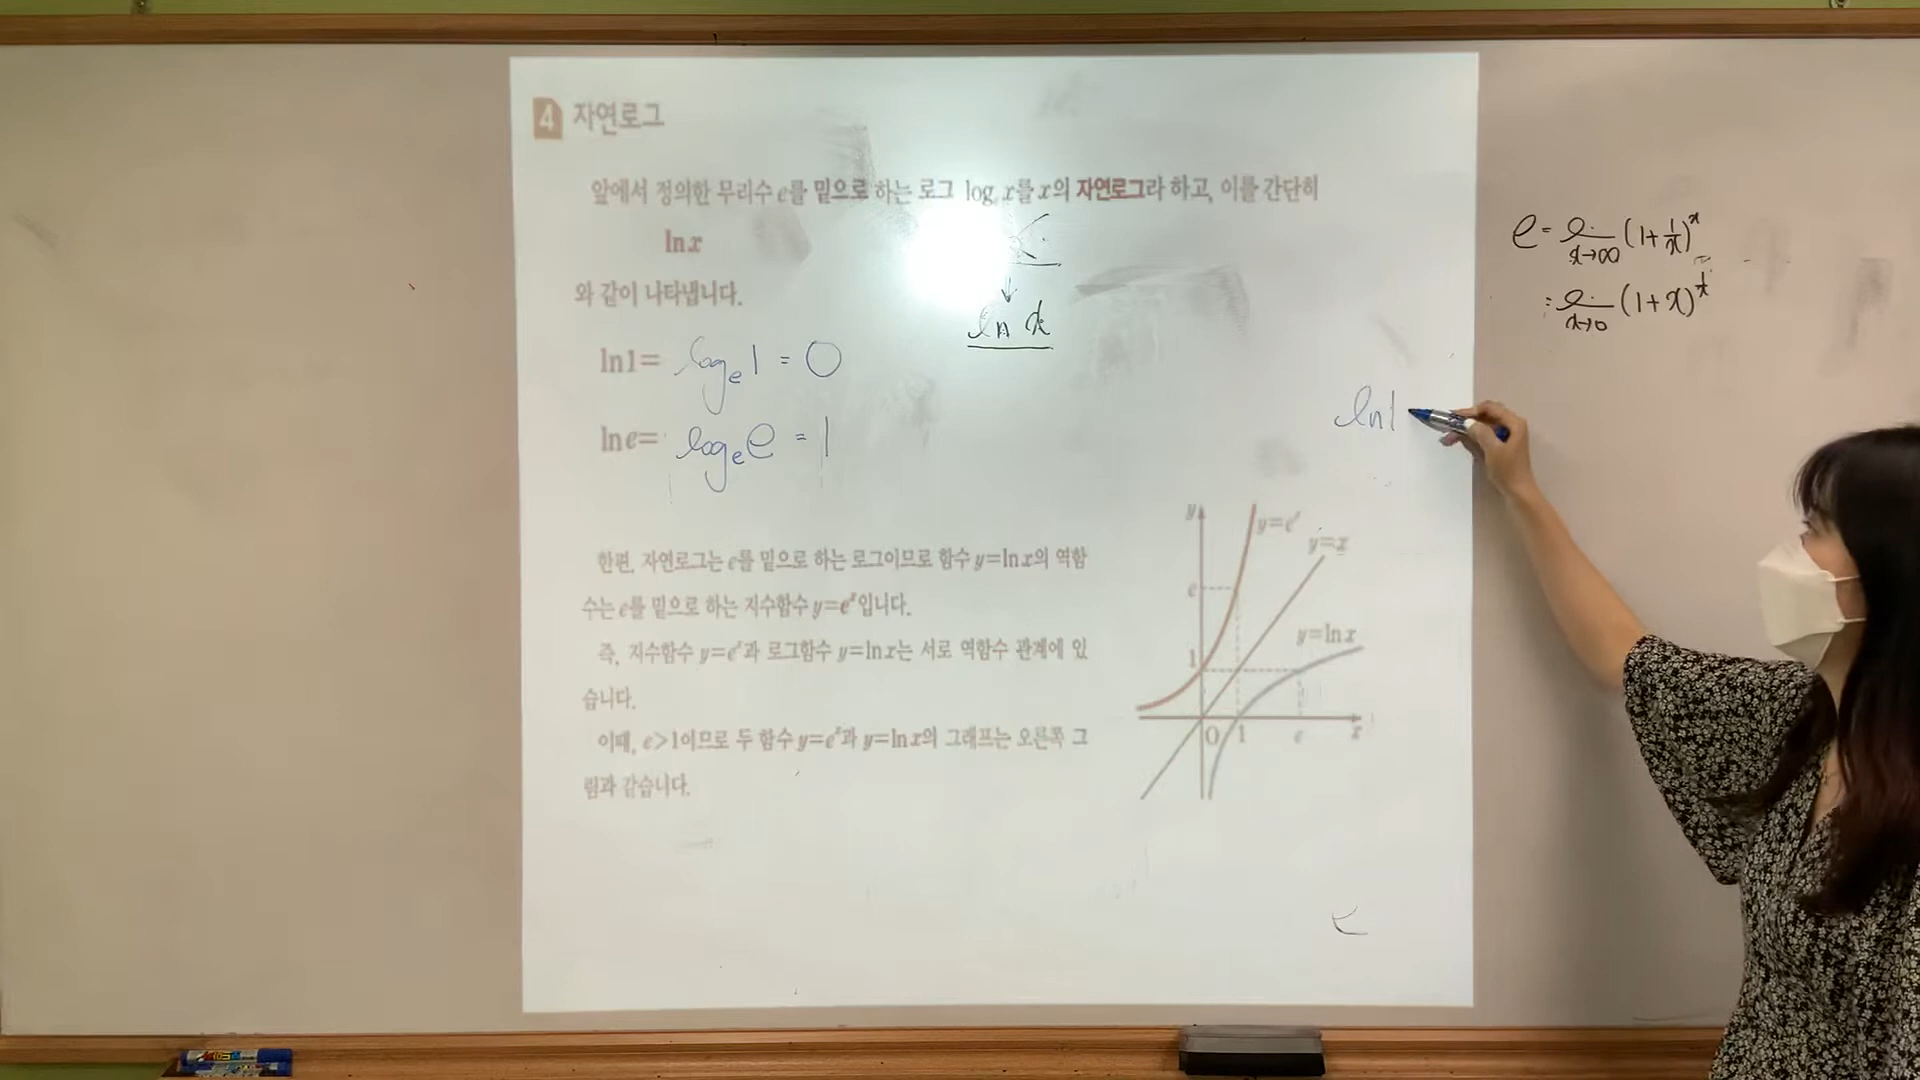 4 자연로그
앞에서 정의한 무리수 e를 밑으로 하는 로그 logₑ x를 x의 자연로그라 하고, 이를 간단히
ln x
와 같이 나타냅니다.
ln x
ln1= logₑ1 = 0
ln e= logₑe = 1
한편, 자연로그는 e를 밑으로 하는 로그이므로 함수 y=ln x의 역함
수는 e를 밑으로 하는 지수함수 y=eˣ입니다.
즉, 지수함수 y=eˣ과 로그함수 y=ln x는 서로 역함수 관계에 있
습니다.
이때, e>1이므로 두 함수 y=eˣ과 y=ln x의 그래프는 오른쪽 그
림과 같습니다.
y
y=eˣ
y=x
e
y=ln x
1
O 1 e x
ln1
e = lim x→∞ (1+1/x)ˣ
= lim x→0 (1+x)^(1/x)